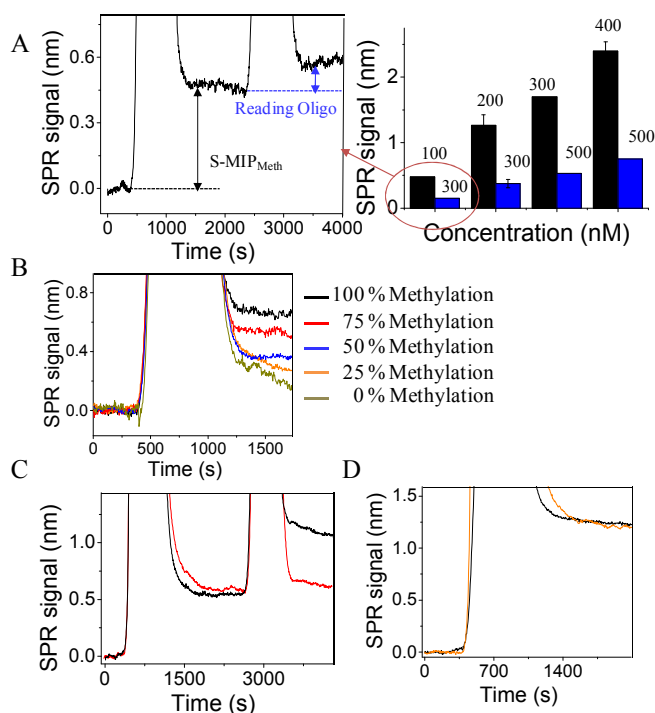 A
SPR signal (nm)
0.6
0.3
0.0
Reading Oligo
S-MIPMeth
0 1000 2000 3000 4000
Time (s)
SPR signal (nm)
2
1
0
100
300
200
300
300
500
400
500
Concentration (nM)
B
SPR signal (nm)
0.8
0.4
0.0
0 500 1000 1500
Time (s)
100 % Methylation
75 % Methylation
50 % Methylation
25 % Methylation
0 % Methylation
C
SPR signal (nm)
1.0
0.5
0.0
0 1500 3000
Time (s)
D
SPR signal (nm)
1.5
1.0
0.5
0.0
0 700 1400
Time (s)